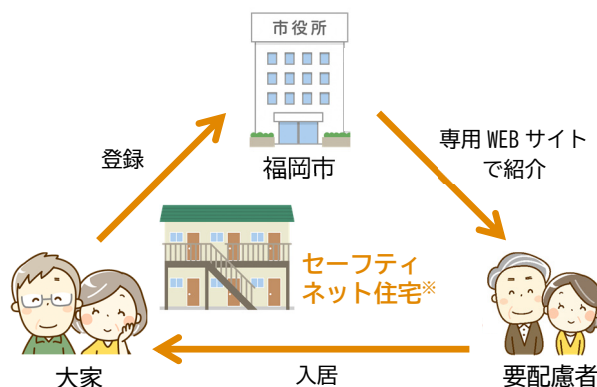 市役所
福岡市
登録
専用 WEB サイト
で紹介
セーフティ
ネット住宅※
大家
入居
要配慮者